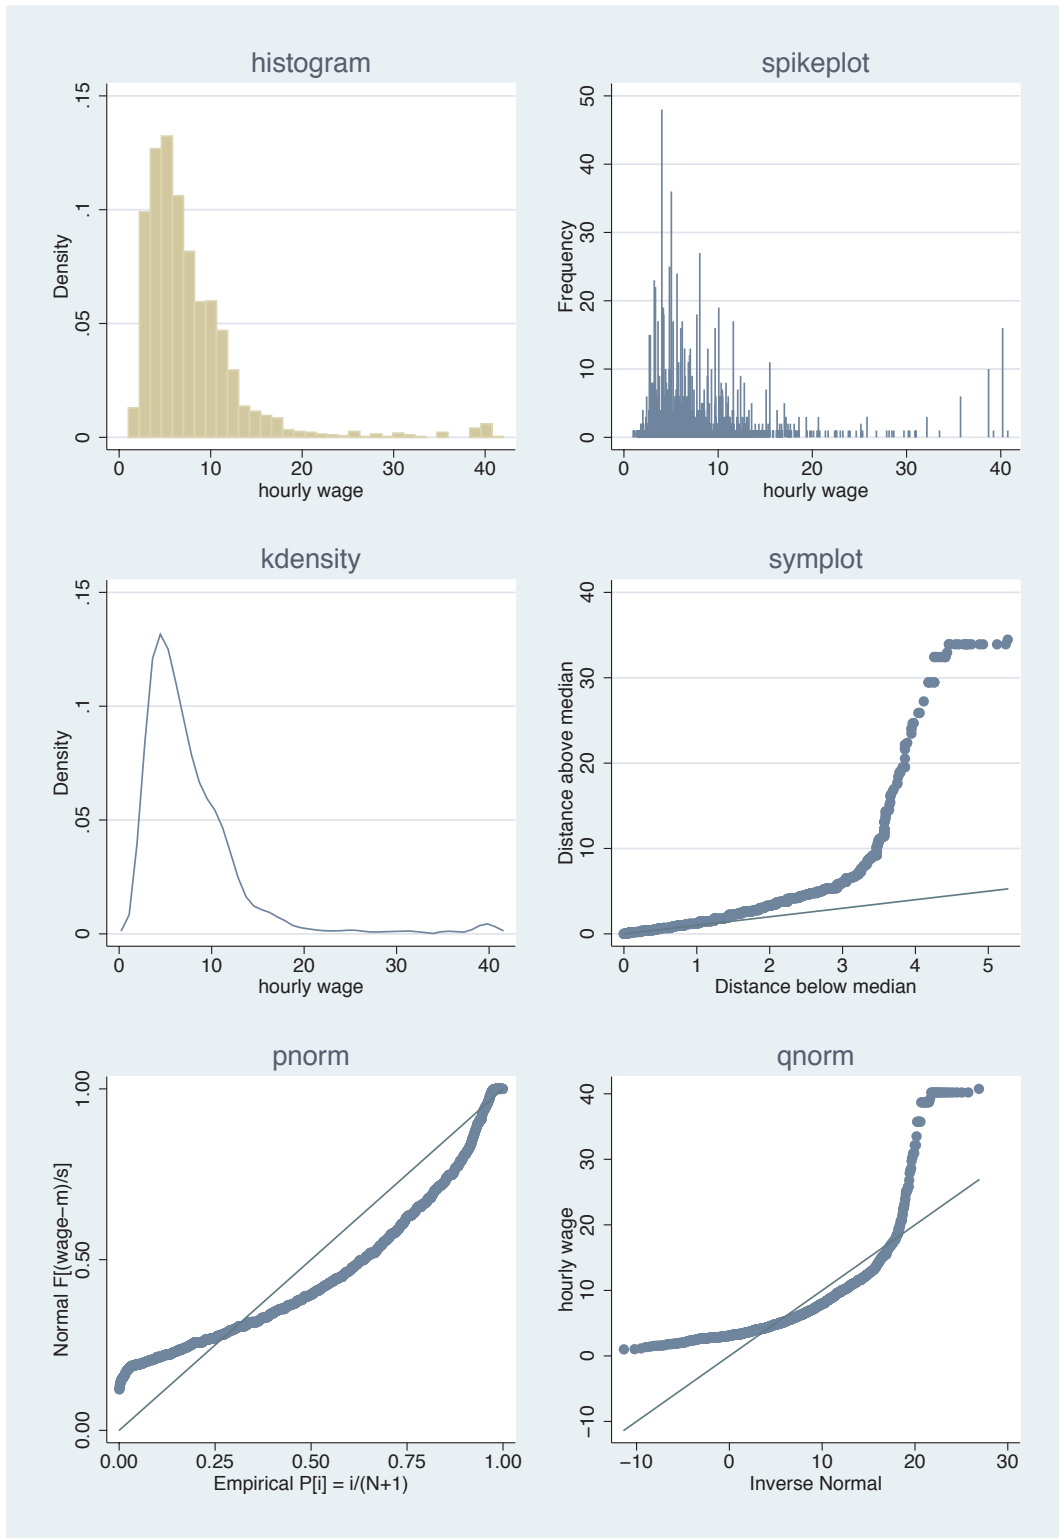 histogram
.15
.1
.05
0
Density
0 10 20 30 40
hourly wage
spikeplot
50
40
30
20
10
0
Frequency
0 10 20 30 40
hourly wage
kdensity
.15
.1
.05
0
Density
0 10 20 30 40
hourly wage
symplot
40
30
20
10
0
Distance above median
0 1 2 3 4 5
Distance below median
pnorm
1.00
0.50
0.00
Normal F[(wage−m)/s]
0.00 0.25 0.50 0.75 1.00
Empirical P[i] = i/(N+1)
qnorm
40
30
20
10
0
−10
hourly wage
−10 0 10 20 30
Inverse Normal